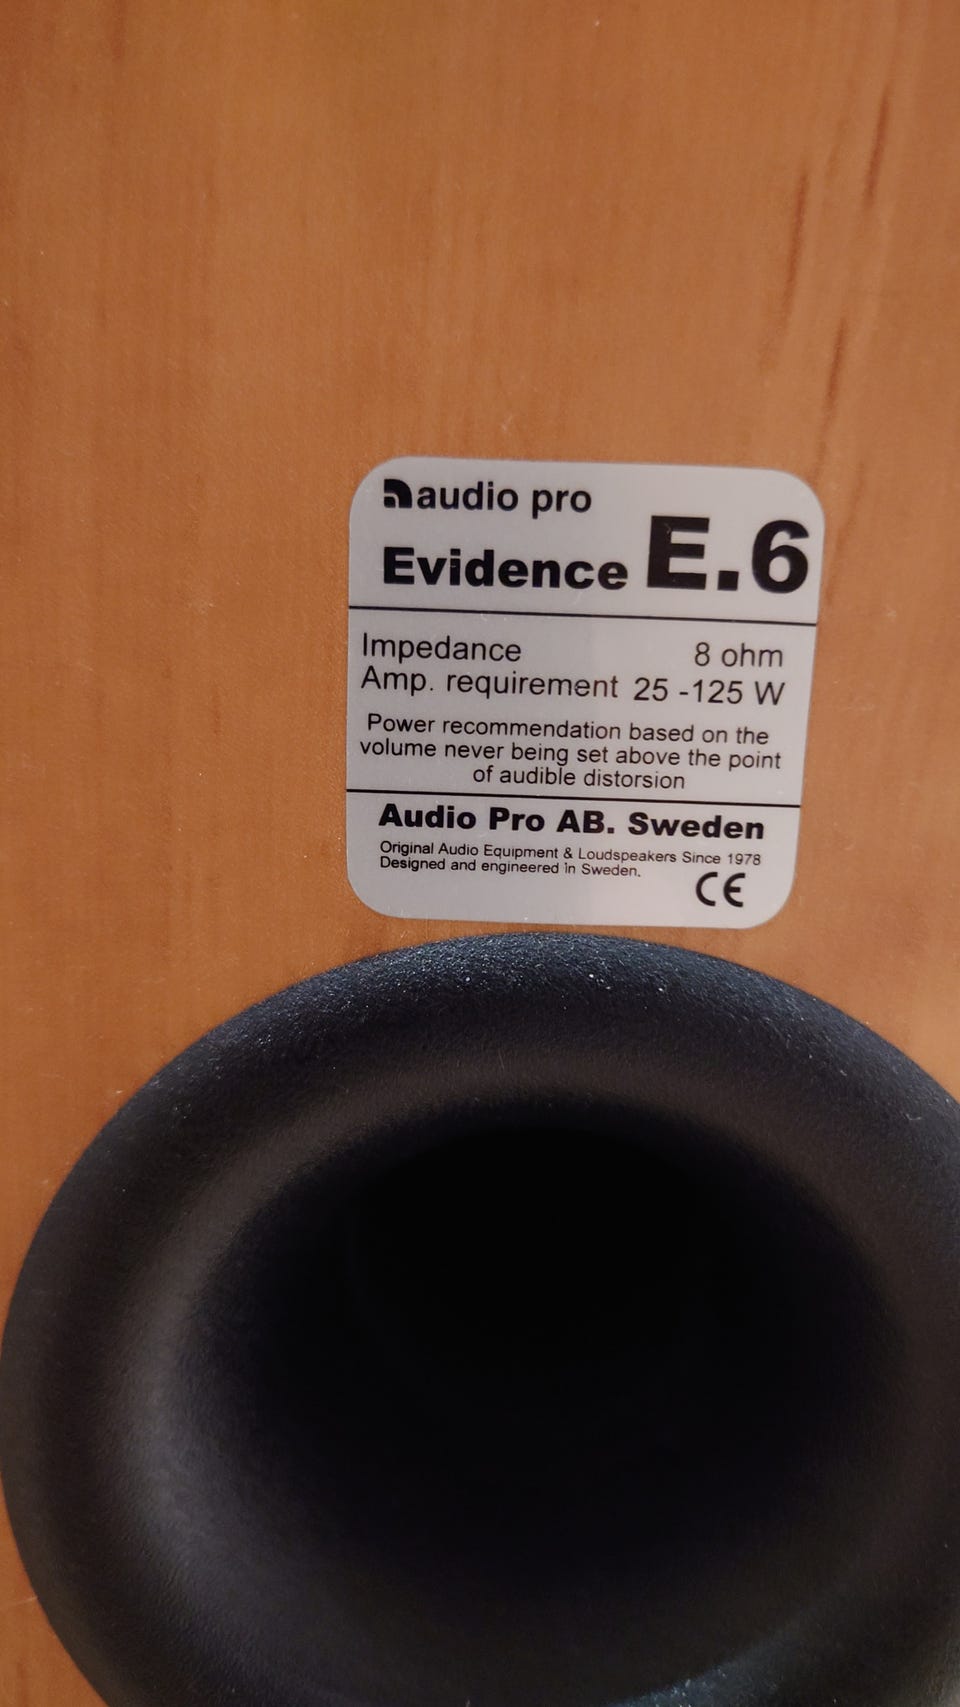 audio pro
Evidence E.6
Impedance 8 ohm
Amp. requirement 25 -125 W
Power recommendation based on the
volume never being set above the point
of audible distorsion
Audio Pro AB. Sweden
Original Audio Equipment & Loudspeakers Since 1978
Designed and engineered in Sweden.
CE